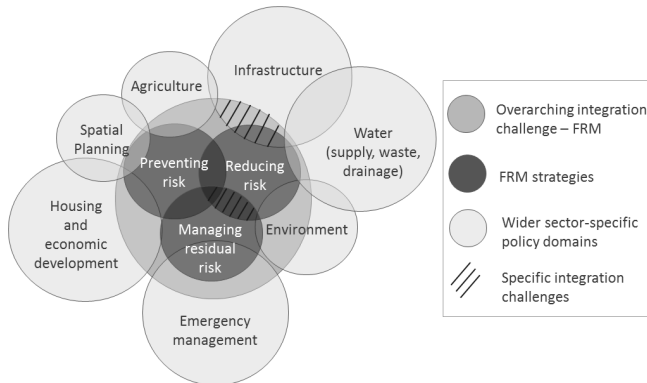 Infrastructure
Agriculture
Spatial
Planning
Water
(supply, waste,
drainage)
Preventing
risk
Reducing
risk
Housing
and
economic
development
Managing
residual
risk
Environment
Emergency
management
Overarching integration
challenge – FRM
FRM strategies
Wider sector-specific
policy domains
Specific integration
challenges